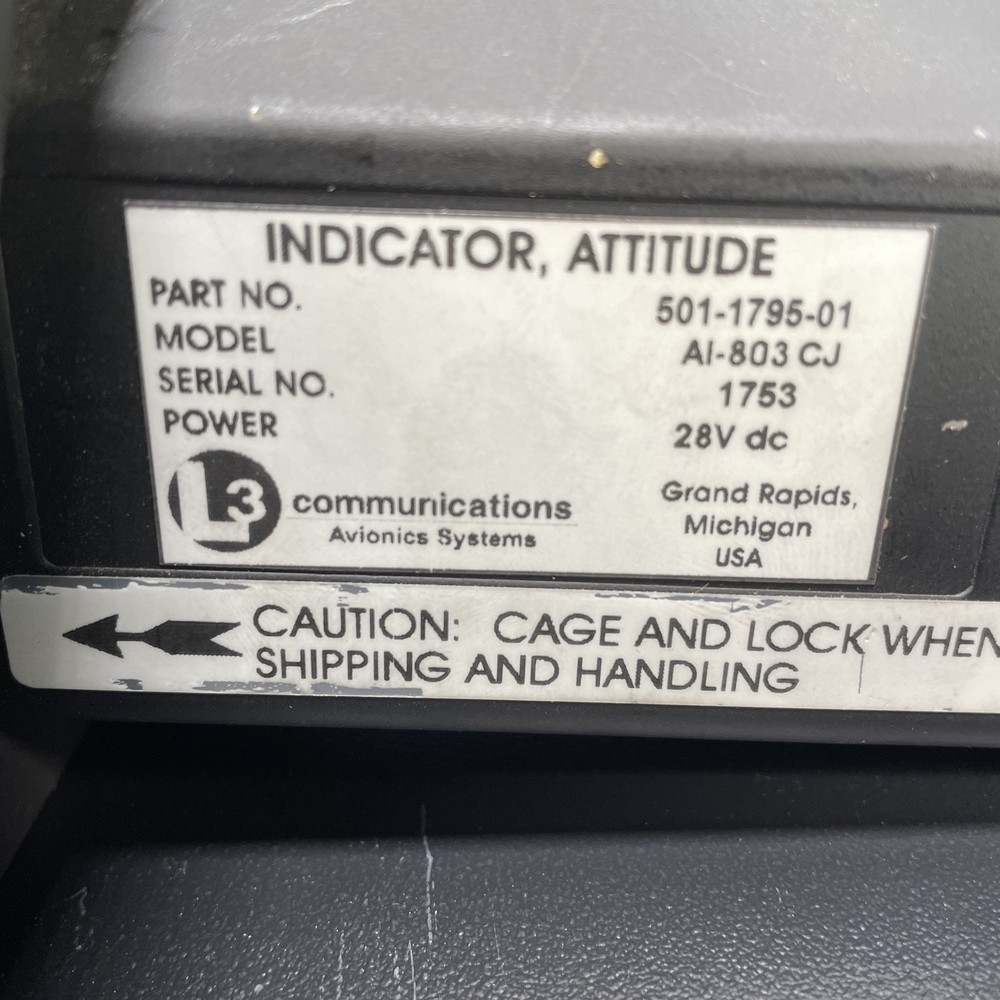 INDICATOR, ATTITUDE
PART NO. 501-1795-01
MODEL AI-803 CJ
SERIAL NO. 1753
POWER 28V dc
L3 communications
Avionics Systems
Grand Rapids,
Michigan
USA
CAUTION: CAGE AND LOCK WHEN
SHIPPING AND HANDLING